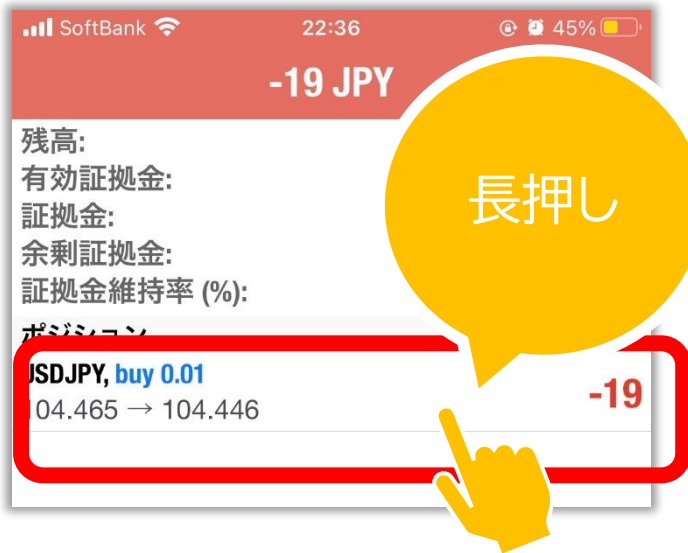 SoftBank 22:36 45%
-19 JPY
残高:
有効証拠金:
証拠金:
余剰証拠金:
証拠金維持率 (%):
長押し
ポジション
USDJPY, buy 0.01
104.465 → 104.446
-19